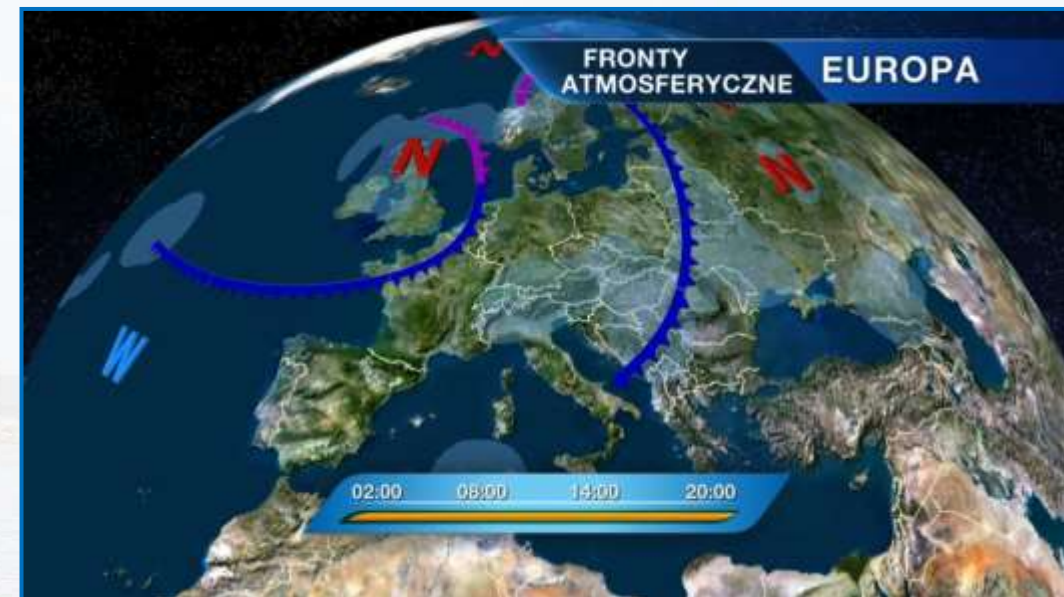 FRONTY
ATMOSFERYCZNE
EUROPA
N
N
W
02:00 08:00 14:00 20:00